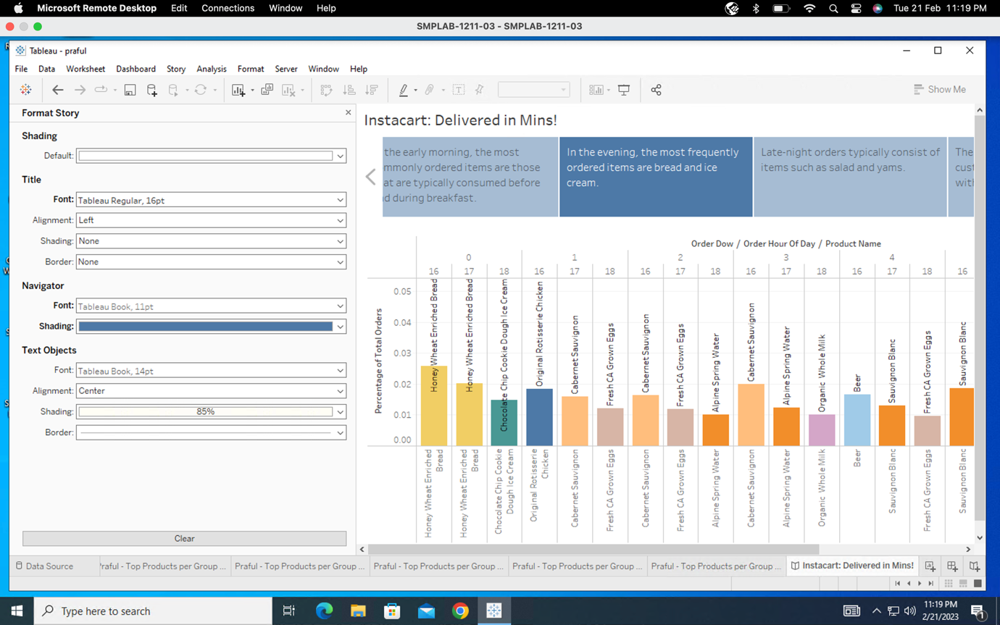 Microsoft Remote Desktop Edit Connections Window Help Tue 21 Feb 11:19 PM
SMPLAB-1211-03 - SMPLAB-1211-03
Tableau - praful
File Data Worksheet Dashboard Story Analysis Format Server Window Help
Show Me
Format Story
Shading
Default:
Title
Font: Tableau Regular, 16pt
Alignment: Left
Shading: None
Border: None
Navigator
Font: Tableau Book, 11pt
Shading:
Text Objects
Font: Tableau Book, 14pt
Alignment: Center
Shading: 85%
Border:
Clear
Instacart: Delivered in Mins!
the early morning, the most
mmonly ordered items are those
at are typically consumed before
d during breakfast.
In the evening, the most frequently
ordered items are bread and ice
cream.
Late-night orders typically consist of
items such as salad and yams.
The
cust
with
Order Dow / Order Hour Of Day / Product Name
0 1 2 3 4
16 17 18 16 17 18 16 17 18 16 17 18 16 17 18 16
Percentage of Total Orders
0.05
0.04
0.03
0.02
0.01
0.00
Honey Wheat Enriched Bread
Honey Wheat Enriched Bread
Chocolate Chip Cookie Dough Ice Cream
Original Rotisserie Chicken
Cabernet Sauvignon
Fresh CA Grown Eggs
Cabernet Sauvignon
Fresh CA Grown Eggs
Alpine Spring Water
Cabernet Sauvignon
Alpine Spring Water
Organic Whole Milk
Beer
Sauvignon Blanc
Fresh CA Grown Eggs
Sauvignon Blanc
Honey Wheat Enriched
Bread
Honey Wheat Enriched
Bread
Chocolate Chip Cookie
Dough Ice Cream
Original Rotisserie
Chicken
Cabernet Sauvignon
Fresh CA Grown Eggs
Cabernet Sauvignon
Fresh CA Grown Eggs
Alpine Spring Water
Cabernet Sauvignon
Alpine Spring Water
Organic Whole Milk
Beer
Sauvignon Blanc
Fresh CA Grown Eggs
Sauvignon Blanc
Data Source Praful - Top Products per Group ... Praful - Top Products per Group ... Praful - Top Products per Group ... Praful - Top Products per Group ... Praful - Top Products per Group ... Instacart: Delivered in Mins!
Type here to search
11:19 PM
2/21/2023
1